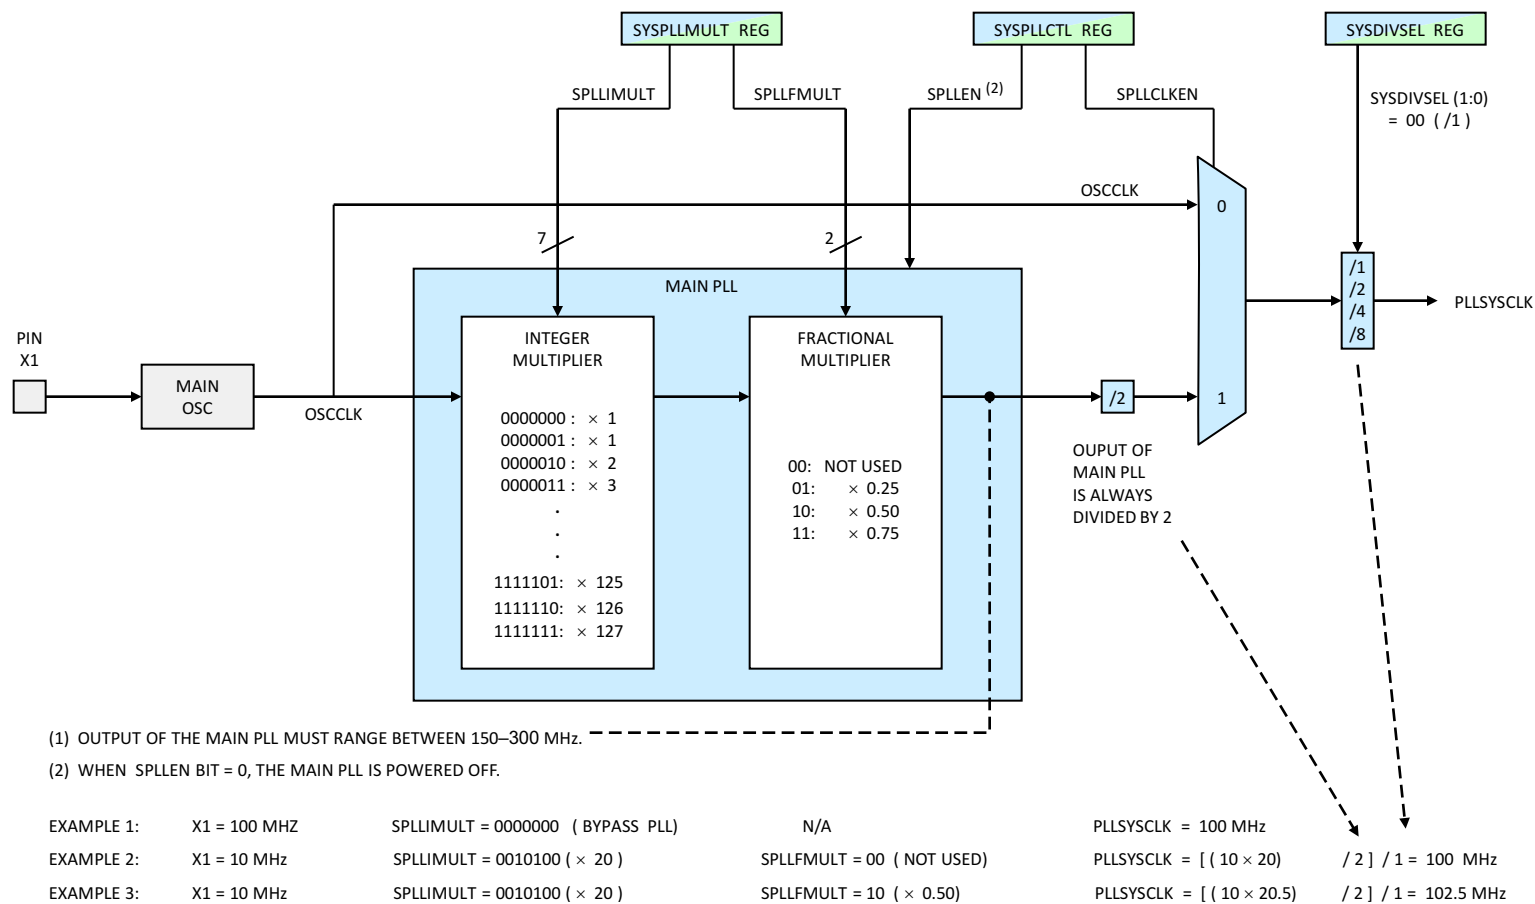 SYSPLLMULT REG
SYSPLLCTL REG
SYSDIVSEL REG
SPLLIMULT
SPLLFMULT
SPLLEN (2)
SPLLCLKEN
SYSDIVSEL (1:0)
= 00 ( /1 )
OSCCLK
0
7
2
MAIN PLL
/1
/2
/4
/8
PLLSYSCLK
PIN
X1
MAIN
OSC
OSCCLK
INTEGER
MULTIPLIER
0000000 : × 1
0000001 : × 1
0000010 : × 2
0000011 : × 3
.
.
.
1111101: × 125
1111110: × 126
1111111: × 127
FRACTIONAL
MULTIPLIER
00: NOT USED
01: × 0.25
10: × 0.50
11: × 0.75
/2
1
OUPUT OF
MAIN PLL
IS ALWAYS
DIVIDED BY 2
(1) OUTPUT OF THE MAIN PLL MUST RANGE BETWEEN 150–300 MHz.
(2) WHEN SPLLEN BIT = 0, THE MAIN PLL IS POWERED OFF.
EXAMPLE 1: X1 = 100 MHZ SPLLIMULT = 0000000 ( BYPASS PLL) N/A PLLSYSCLK = 100 MHz
EXAMPLE 2: X1 = 10 MHz SPLLIMULT = 0010100 ( × 20 ) SPLLFMULT = 00 ( NOT USED) PLLSYSCLK = [ ( 10 × 20) / 2 ] / 1 = 100 MHz
EXAMPLE 3: X1 = 10 MHz SPLLIMULT = 0010100 ( × 20 ) SPLLFMULT = 10 ( × 0.50) PLLSYSCLK = [ ( 10 × 20.5) / 2 ] / 1 = 102.5 MHz